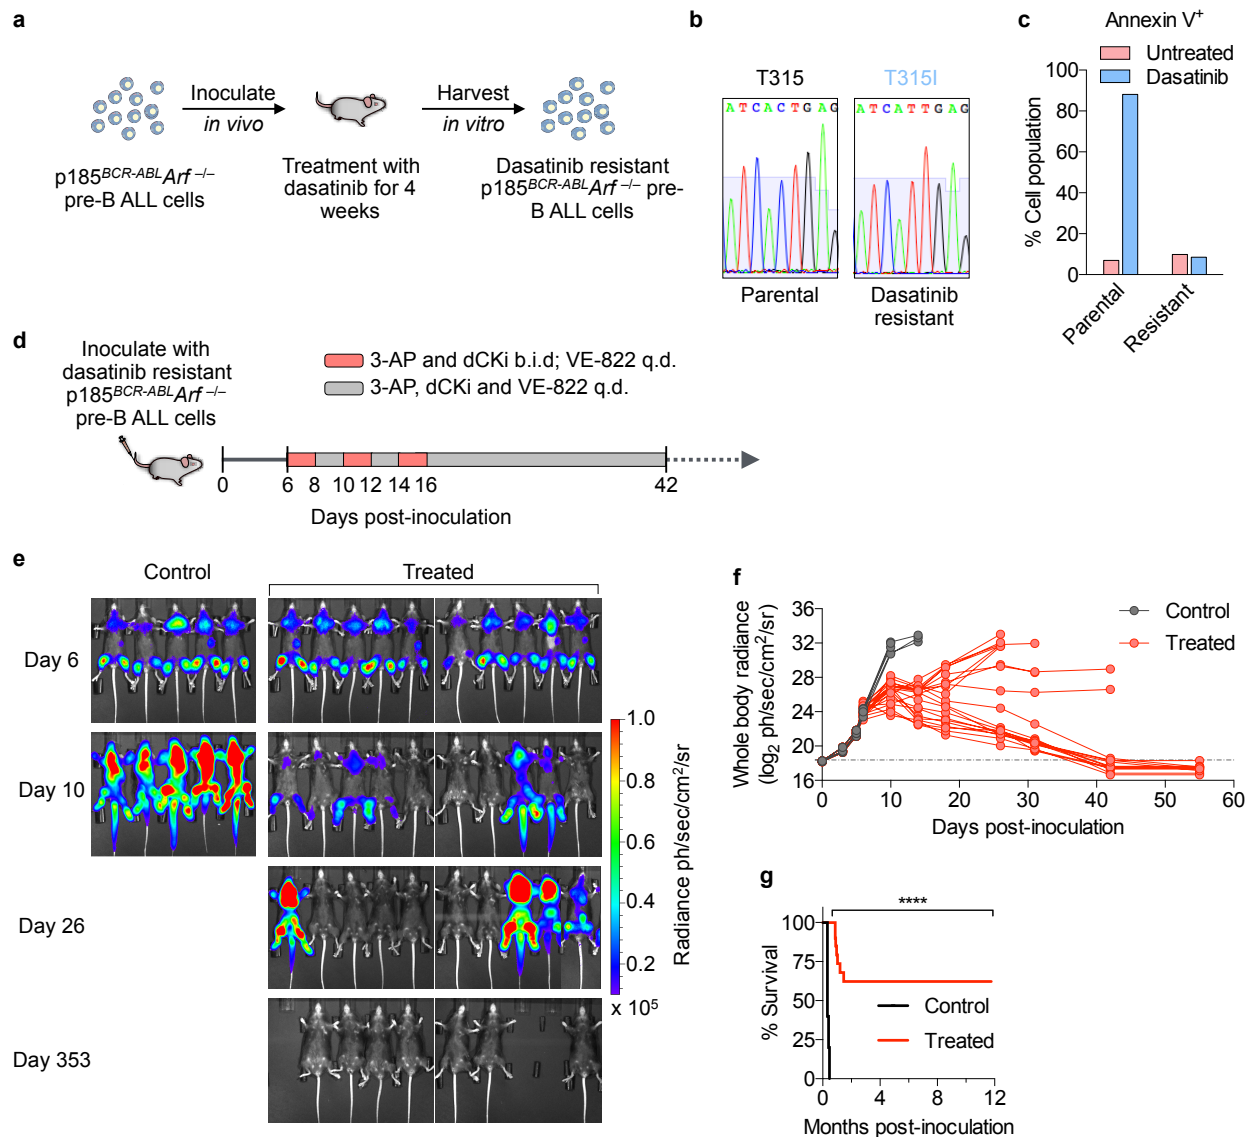 a
Inoculate
in vivo
Harvest
in vitro
p185BCR-ABLArf –/–
pre-B ALL cells
Treatment with
dasatinib for 4
weeks
Dasatinib resistant
p185BCR-ABLArf –/– pre-
B ALL cells
b
T315
T315I
A T C A C T G A G
A T C A T T G A G
Parental
Dasatinib
resistant
c
Annexin V+
Untreated
Dasatinib
% Cell population
100
80
60
40
20
0
Parental
Resistant
d
Inoculate with
dasatinib resistant
p185BCR-ABLArf –/–
pre-B ALL cells
3-AP and dCKi b.i.d; VE-822 q.d.
3-AP, dCKi and VE-822 q.d.
0 6 8 10 12 14 16 42
Days post-inoculation
e
Control
Treated
Day 6
Day 10
Day 26
Day 353
1.0
0.8
0.6
0.4
0.2
x 10⁵
Radiance ph/sec/cm²/sr
f
Whole body radiance
(log₂ ph/sec/cm²/sr)
36
32
28
24
20
16
0 10 20 30 40 50 60
Days post-inoculation
Control
Treated
g
****
% Survival
100
75
50
25
0
Control
Treated
0 4 8 12
Months post-inoculation